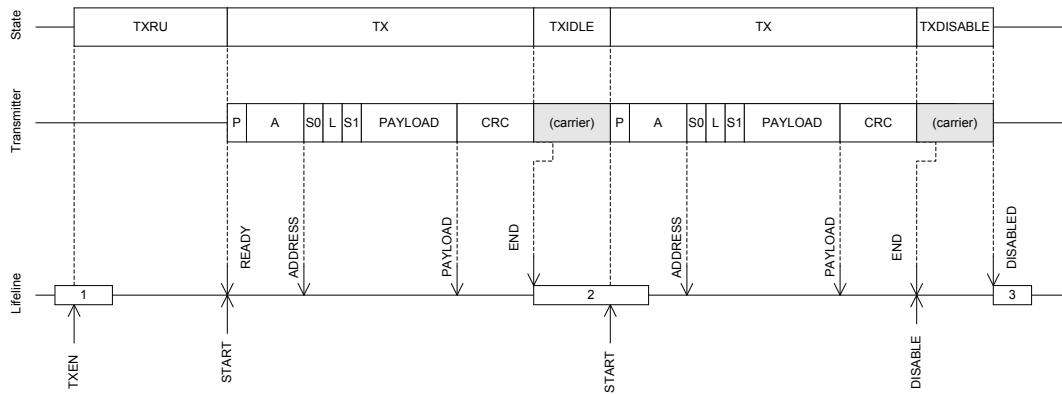 State
TXRU
TX
TXIDLE
TX
TXDISABLE
Transmitter
P
A
S0
L
S1
PAYLOAD
CRC
(carrier)
P
A
S0
L
S1
PAYLOAD
CRC
(carrier)
READY
ADDRESS
PAYLOAD
END
ADDRESS
PAYLOAD
END
DISABLED
Lifeline
1
2
3
TXEN
START
START
DISABLE